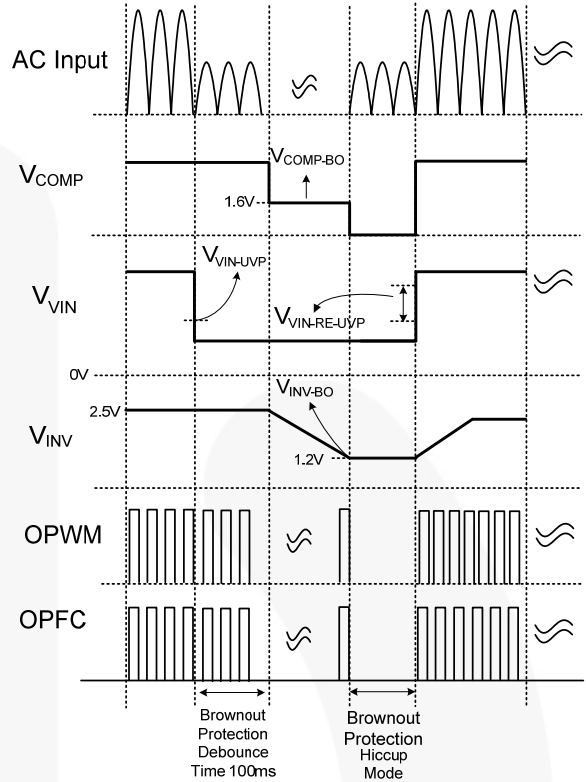 AC Input
VCOMP
VCOMP-BO
1.6V
VVIN-UVP
VVIN
VVIN-RE-UVP
0V
VINV-BO
2.5V
VINV
1.2V
OPWM
OPFC
Brownout
Protection
Debounce
Time 100ms
Brownout
Protection
Hiccup
Mode